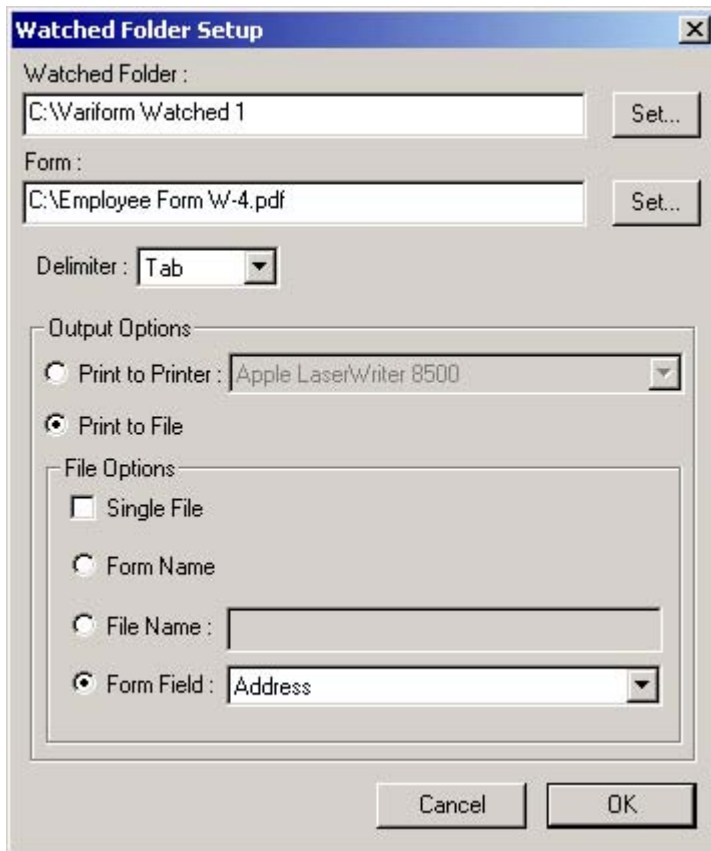 Watched Folder Setup
Watched Folder :
C:\Variform Watched 1
Set...
Form :
C:\Employee Form W-4.pdf
Set...
Delimiter : Tab
Output Options
Print to Printer : Apple LaserWriter 8500
Print to File
File Options
Single File
Form Name
File Name :
Form Field : Address
Cancel OK